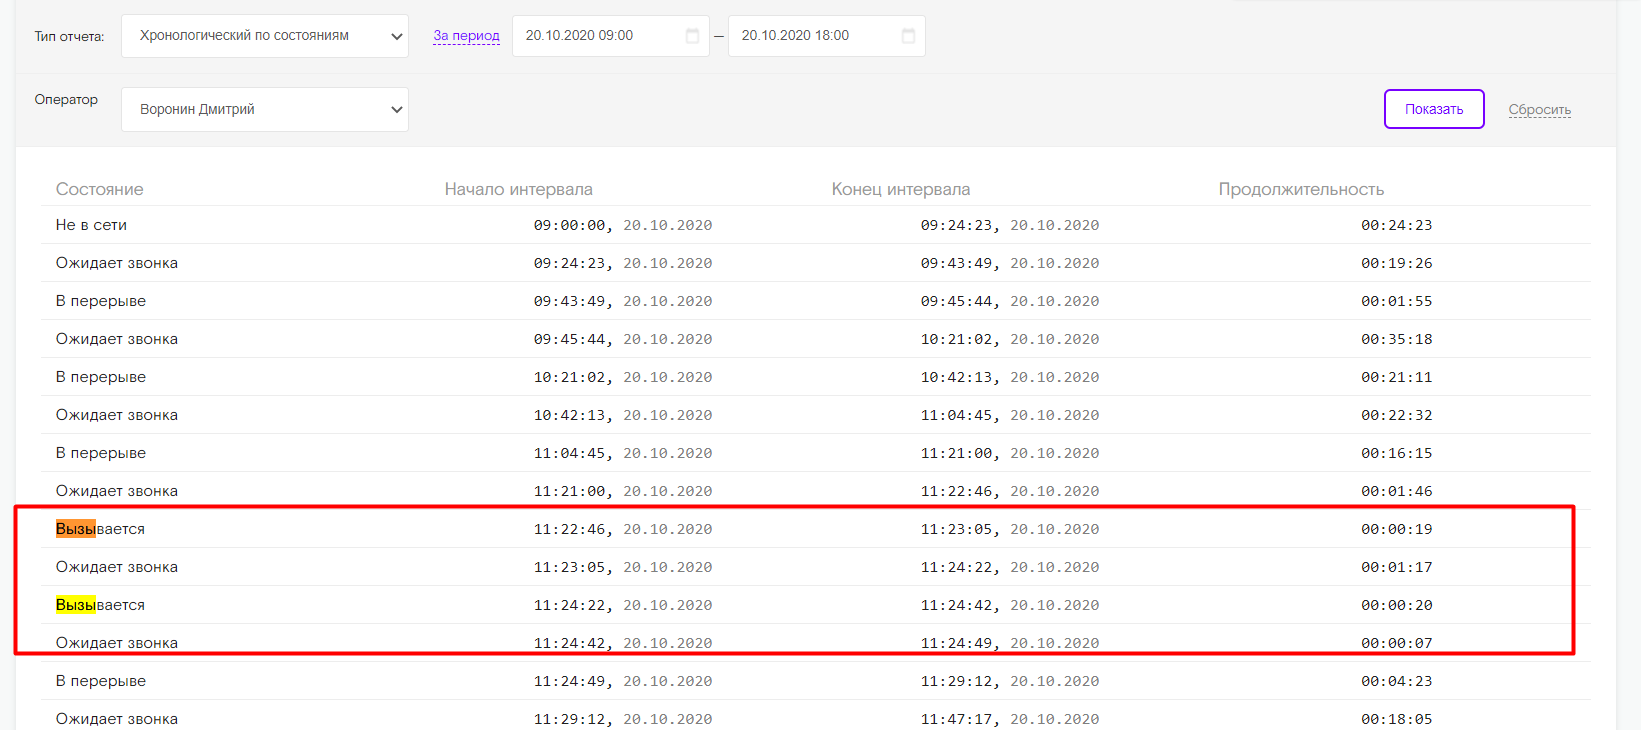 Тип отчета: Хронологический по состояниям За период 20.10.2020 09:00 — 20.10.2020 18:00
Оператор Воронин Дмитрий Показать Сбросить
Состояние Начало интервала Конец интервала Продолжительность
Не в сети 09:00:00, 20.10.2020 09:24:23, 20.10.2020 00:24:23
Ожидает звонка 09:24:23, 20.10.2020 09:43:49, 20.10.2020 00:19:26
В перерыве 09:43:49, 20.10.2020 09:45:44, 20.10.2020 00:01:55
Ожидает звонка 09:45:44, 20.10.2020 10:21:02, 20.10.2020 00:35:18
В перерыве 10:21:02, 20.10.2020 10:42:13, 20.10.2020 00:21:11
Ожидает звонка 10:42:13, 20.10.2020 11:04:45, 20.10.2020 00:22:32
В перерыве 11:04:45, 20.10.2020 11:21:00, 20.10.2020 00:16:15
Ожидает звонка 11:21:00, 20.10.2020 11:22:46, 20.10.2020 00:01:46
Вызывается 11:22:46, 20.10.2020 11:23:05, 20.10.2020 00:00:19
Ожидает звонка 11:23:05, 20.10.2020 11:24:22, 20.10.2020 00:01:17
Вызывается 11:24:22, 20.10.2020 11:24:42, 20.10.2020 00:00:20
Ожидает звонка 11:24:42, 20.10.2020 11:24:49, 20.10.2020 00:00:07
В перерыве 11:24:49, 20.10.2020 11:29:12, 20.10.2020 00:04:23
Ожидает звонка 11:29:12, 20.10.2020 11:47:17, 20.10.2020 00:18:05